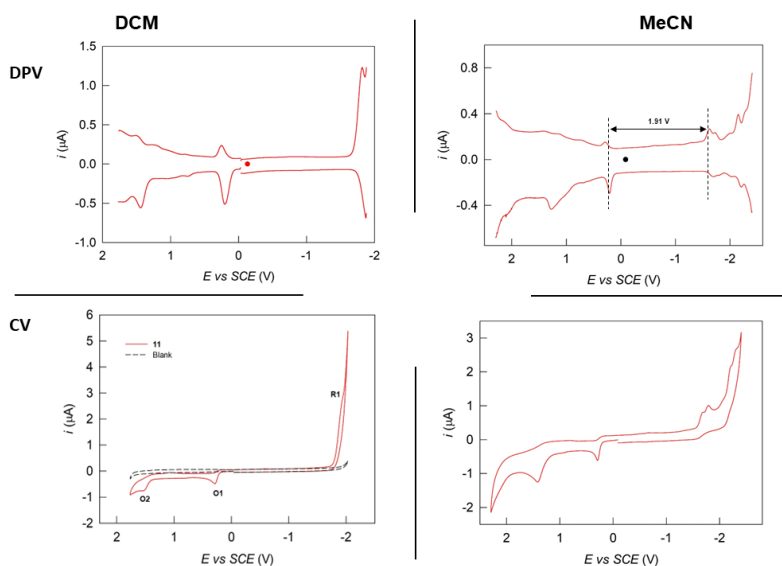 DCM
MeCN
DPV
1.5
1.0
0.5
0.0
-0.5
-1.0
i (μA)
2
1
0
-1
-2
E vs SCE (V)
0.8
0.4
0.0
-0.4
i (μA)
1.91 V
2
1
0
-1
-2
E vs SCE (V)
CV
6
5
4
3
2
1
0
-1
-2
i (μA)
11
Blank
R1
O2
O1
2
1
0
-1
-2
E vs SCE (V)
3
2
1
0
-1
-2
i (μA)
2
1
0
-1
-2
E vs SCE (V)